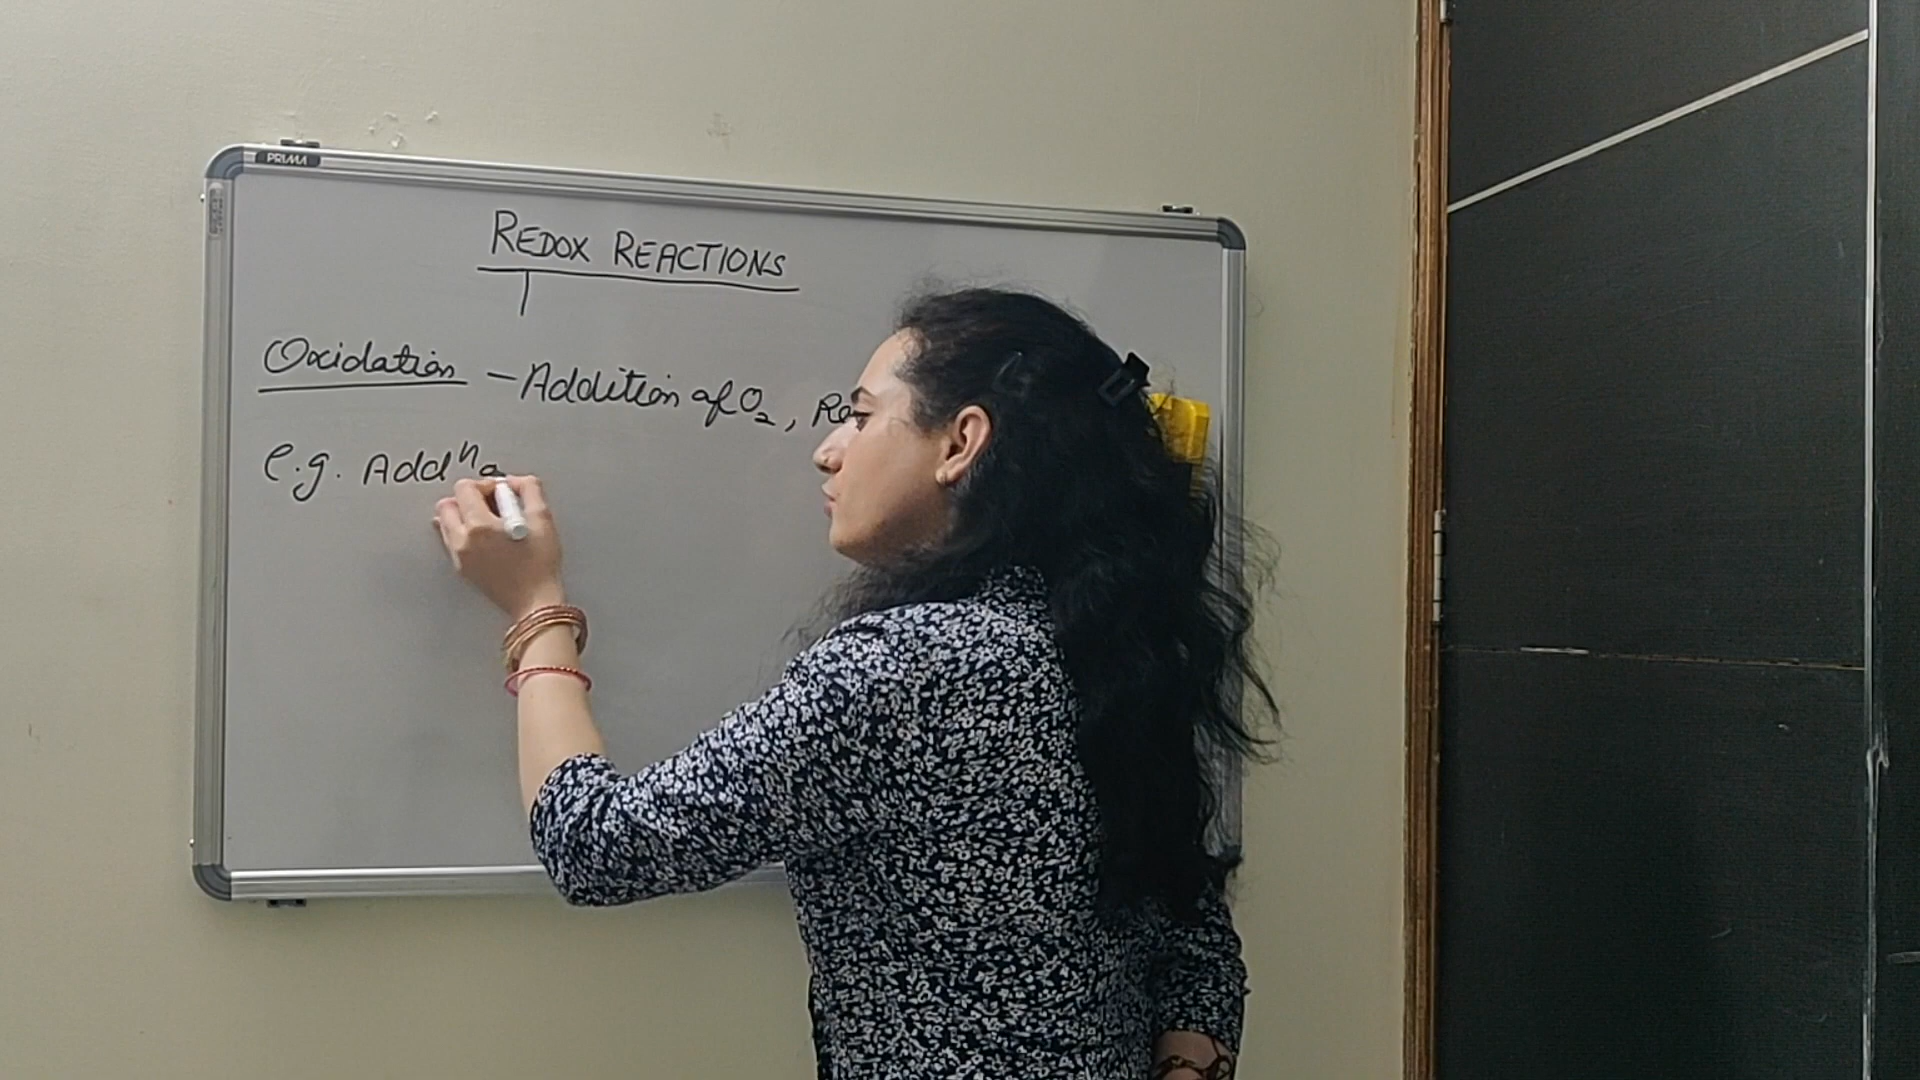 PRIMA
REDOX REACTIONS
Oxidation - Addition of O₂, Re
e.g. Addⁿ o